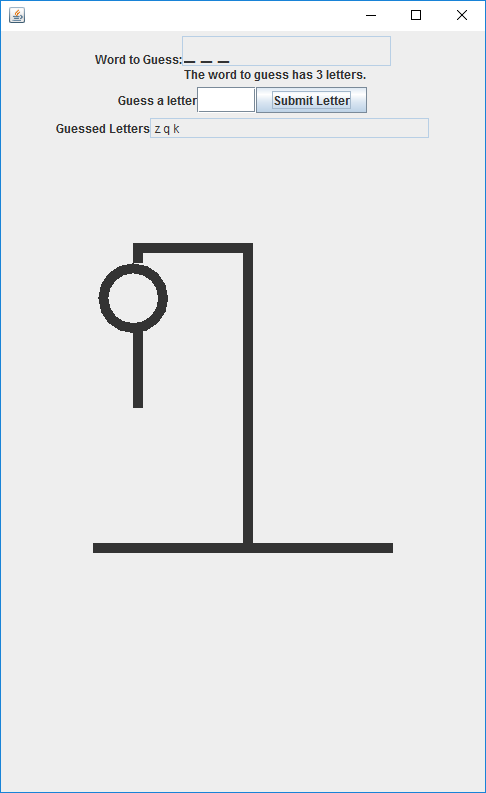 Word to Guess: _ _ _
The word to guess has 3 letters.
Guess a letter Submit Letter
Guessed Letters z q k